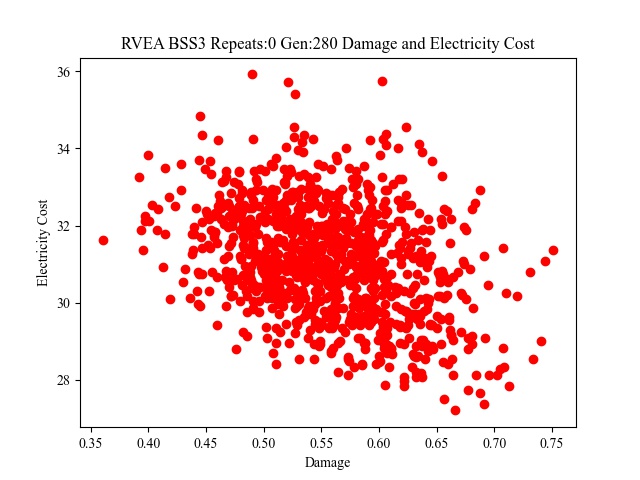 RVEA BSS3 Repeats:0 Gen:280 Damage and Electricity Cost
36
34
32
30
28
Electricity Cost
0.35 0.40 0.45 0.50 0.55 0.60 0.65 0.70 0.75
Damage